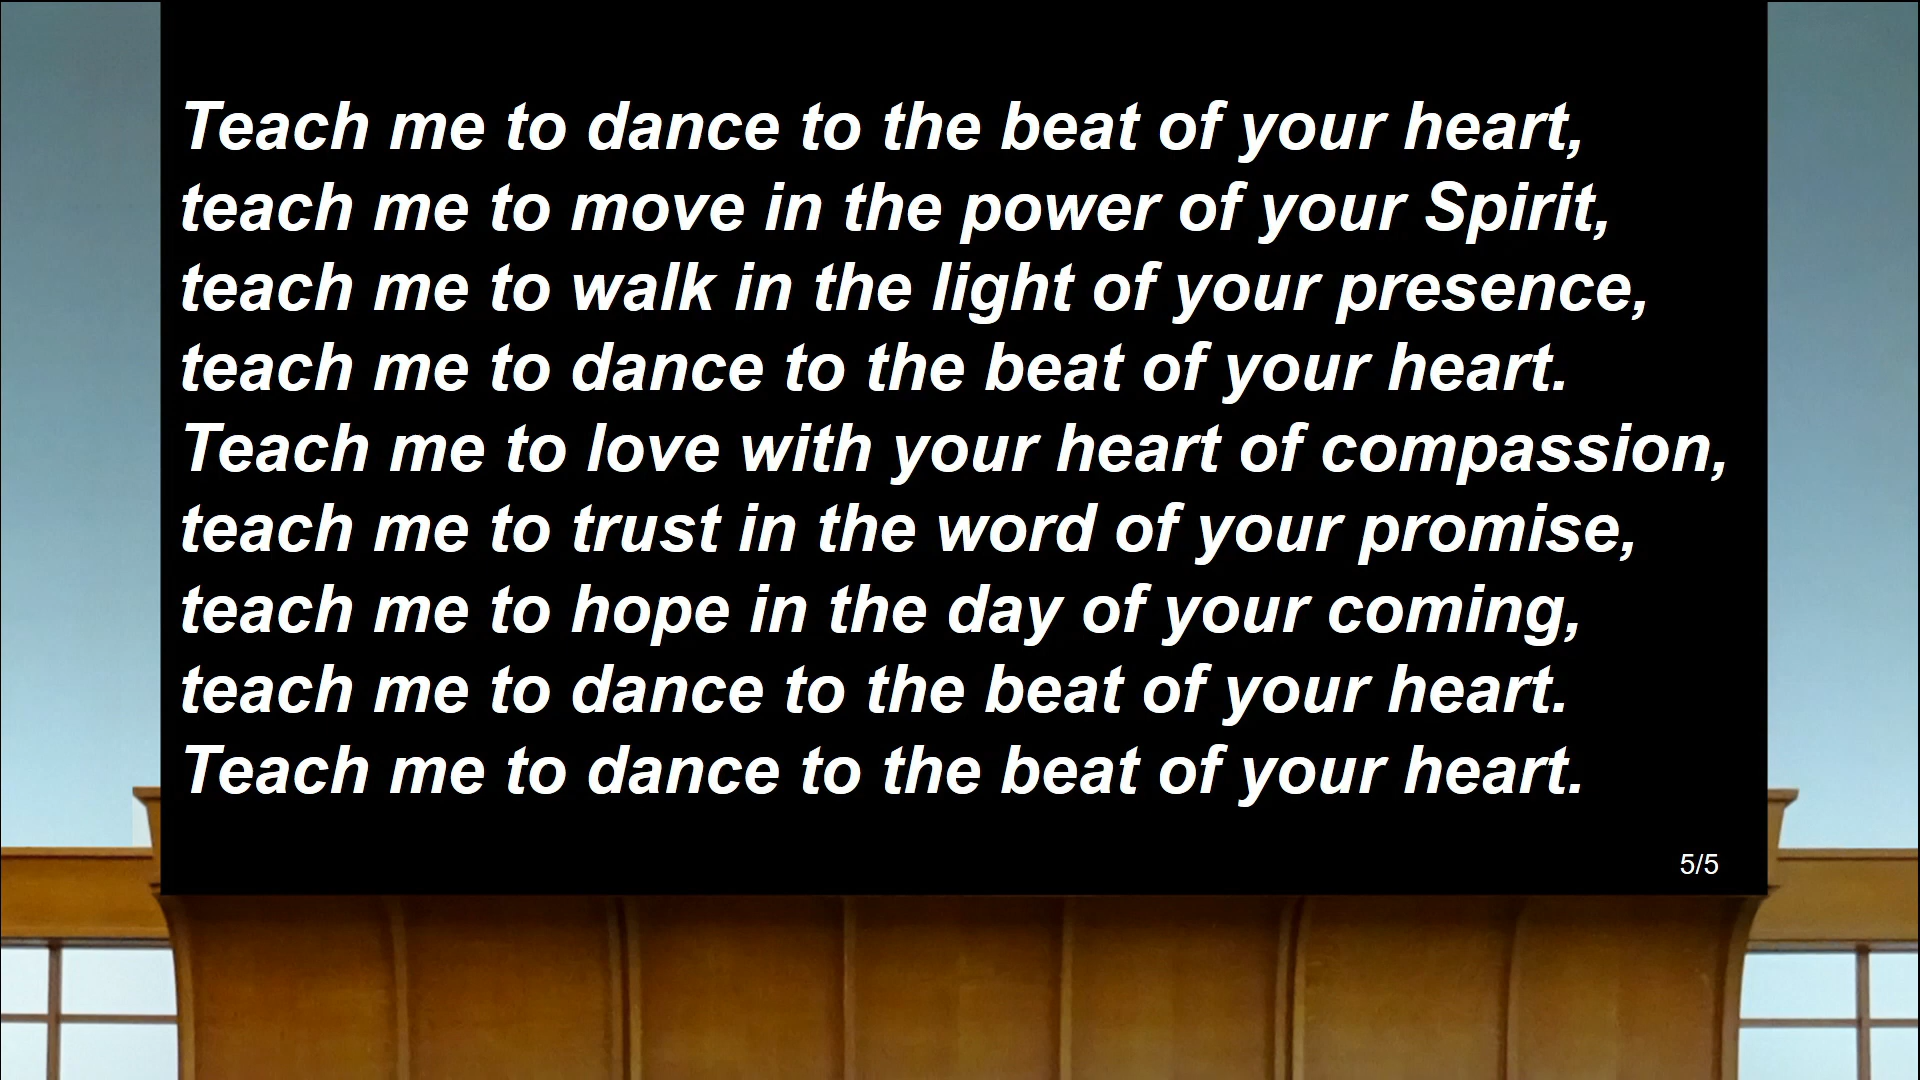 Teach me to dance to the beat of your heart,
teach me to move in the power of your Spirit,
teach me to walk in the light of your presence,
teach me to dance to the beat of your heart.
Teach me to love with your heart of compassion,
teach me to trust in the word of your promise,
teach me to hope in the day of your coming,
teach me to dance to the beat of your heart.
Teach me to dance to the beat of your heart.
5/5